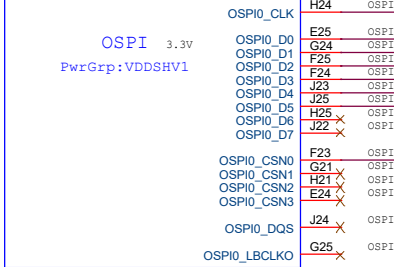 OSPI0_CLK H24 OSPI
OSPI 3.3V
PwrGrp:VDDSHV1
OSPI0_D0 E25 OSPI
OSPI0_D1 G24 OSPI
OSPI0_D2 F25 OSPI
OSPI0_D3 F24 OSPI
OSPI0_D4 J23 OSPI
OSPI0_D5 J25 OSPI
OSPI0_D6 H25 OSPI
OSPI0_D7 J22 OSPI
OSPI0_CSN0 F23 OSPI
OSPI0_CSN1 G21 OSPI
OSPI0_CSN2 H21 OSPI
OSPI0_CSN3 E24 OSPI
OSPI0_DQS J24 OSPI
OSPI0_LBCLKO G25 OSPI